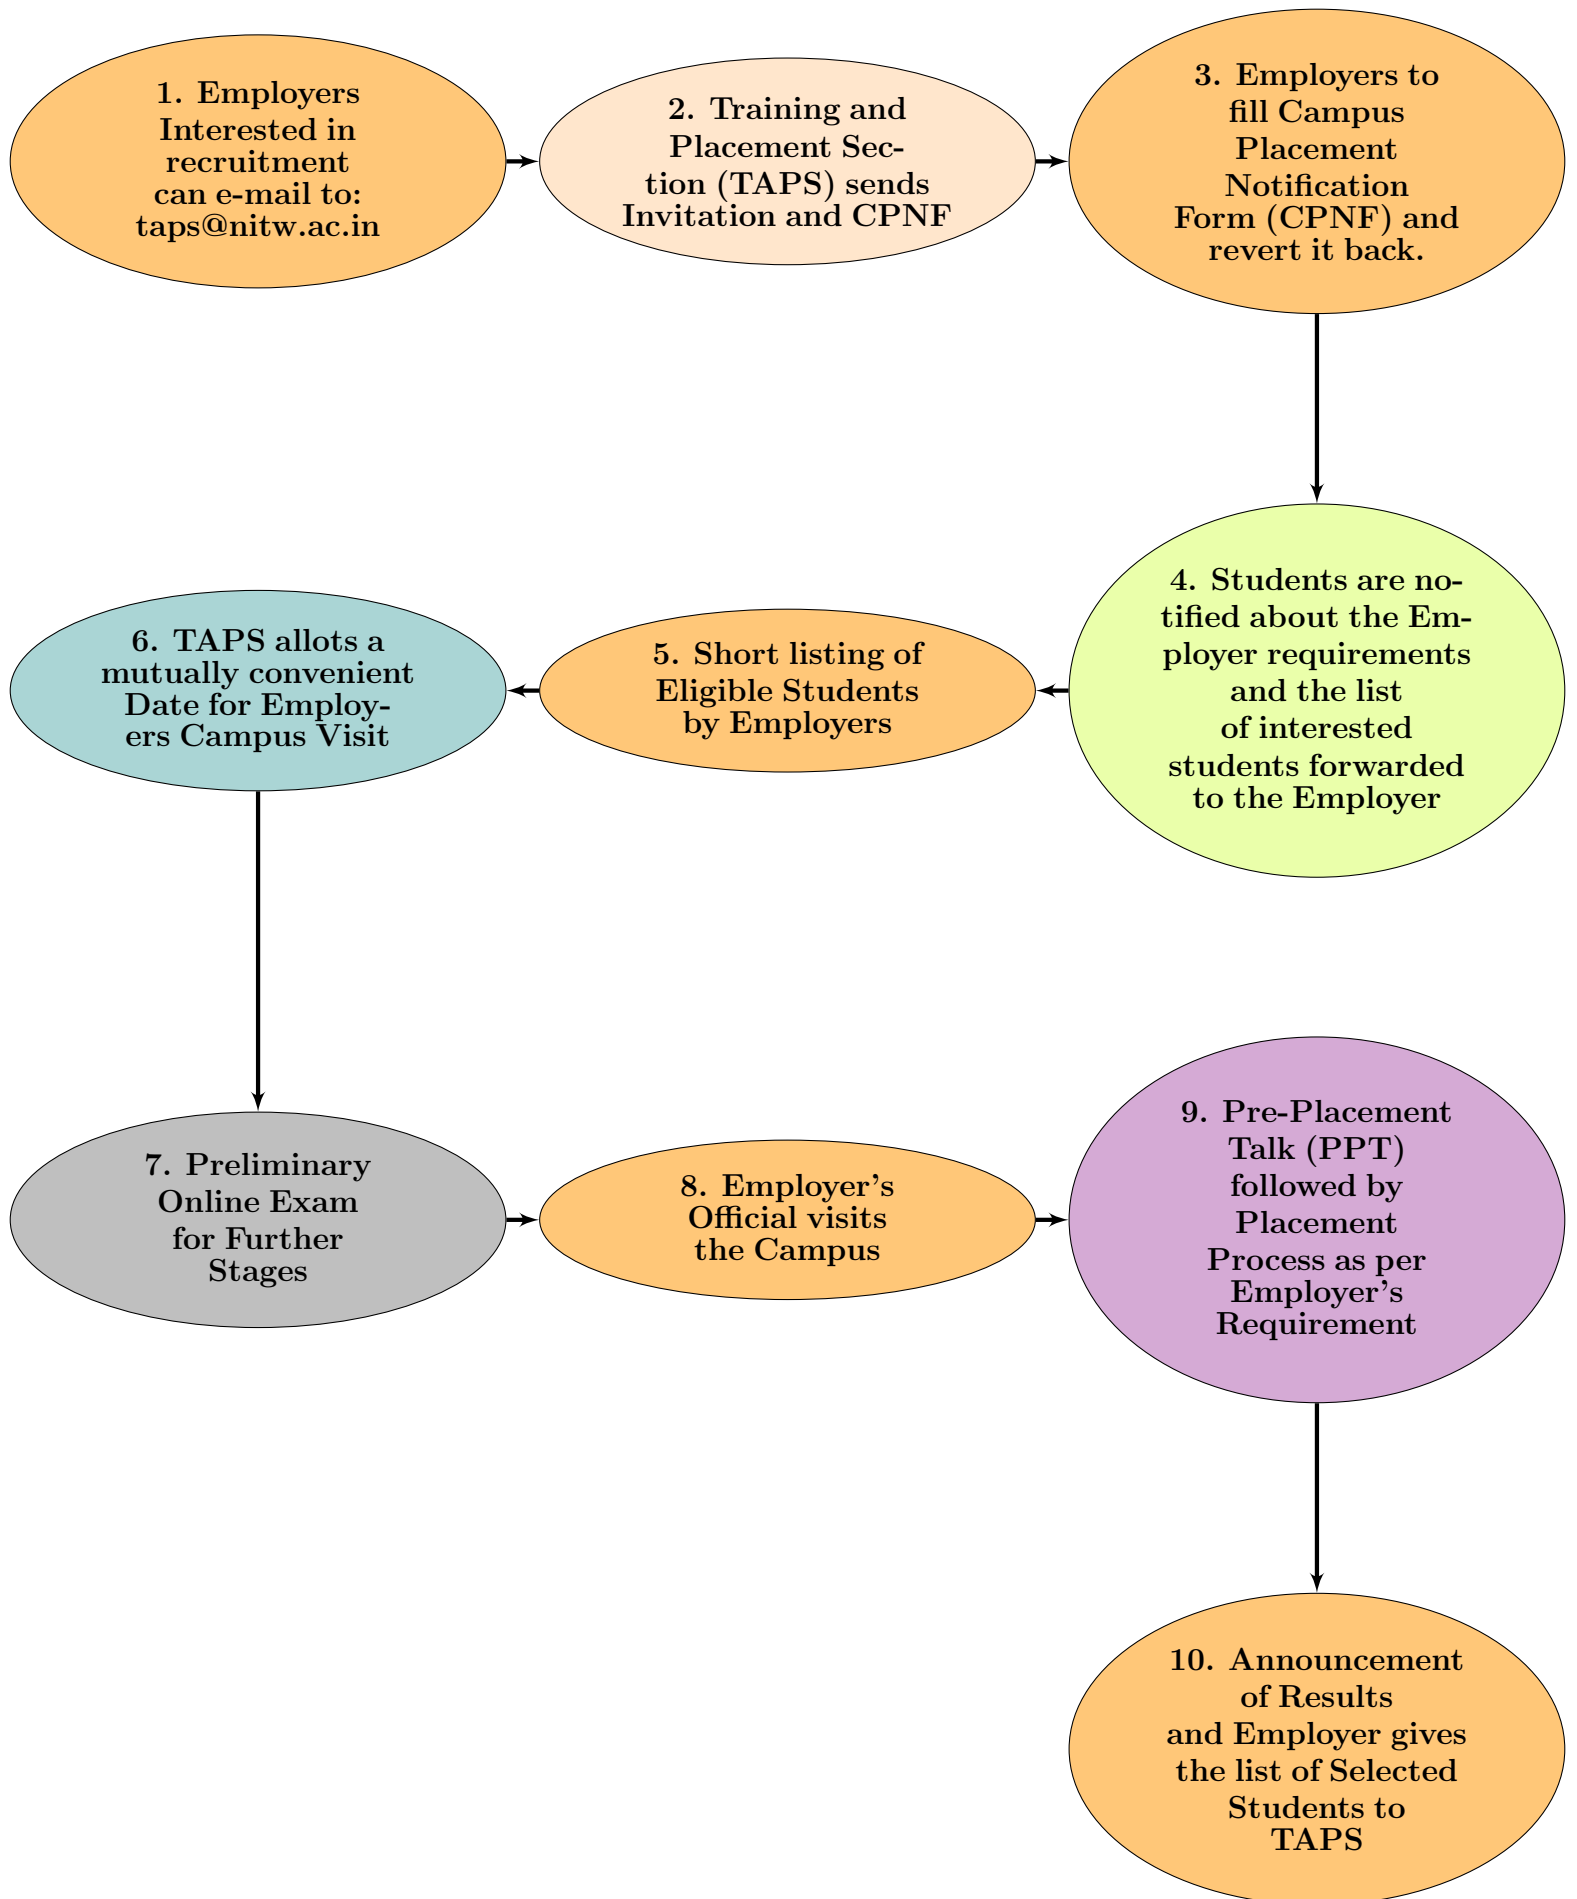 1. Employers
Interested in
recruitment
can e-mail to:
taps@nitw.ac.in
2. Training and
Placement Sec-
tion (TAPS) sends
Invitation and CPNF
3. Employers to
fill Campus
Placement
Notification
Form (CPNF) and
revert it back.
4. Students are no-
tified about the Em-
ployer requirements
and the list
of interested
students forwarded
to the Employer
5. Short listing of
Eligible Students
by Employers
6. TAPS allots a
mutually convenient
Date for Employ-
ers Campus Visit
7. Preliminary
Online Exam
for Further
Stages
8. Employer's
Official visits
the Campus
9. Pre-Placement
Talk (PPT)
followed by
Placement
Process as per
Employer's
Requirement
10. Announcement
of Results
and Employer gives
the list of Selected
Students to
TAPS